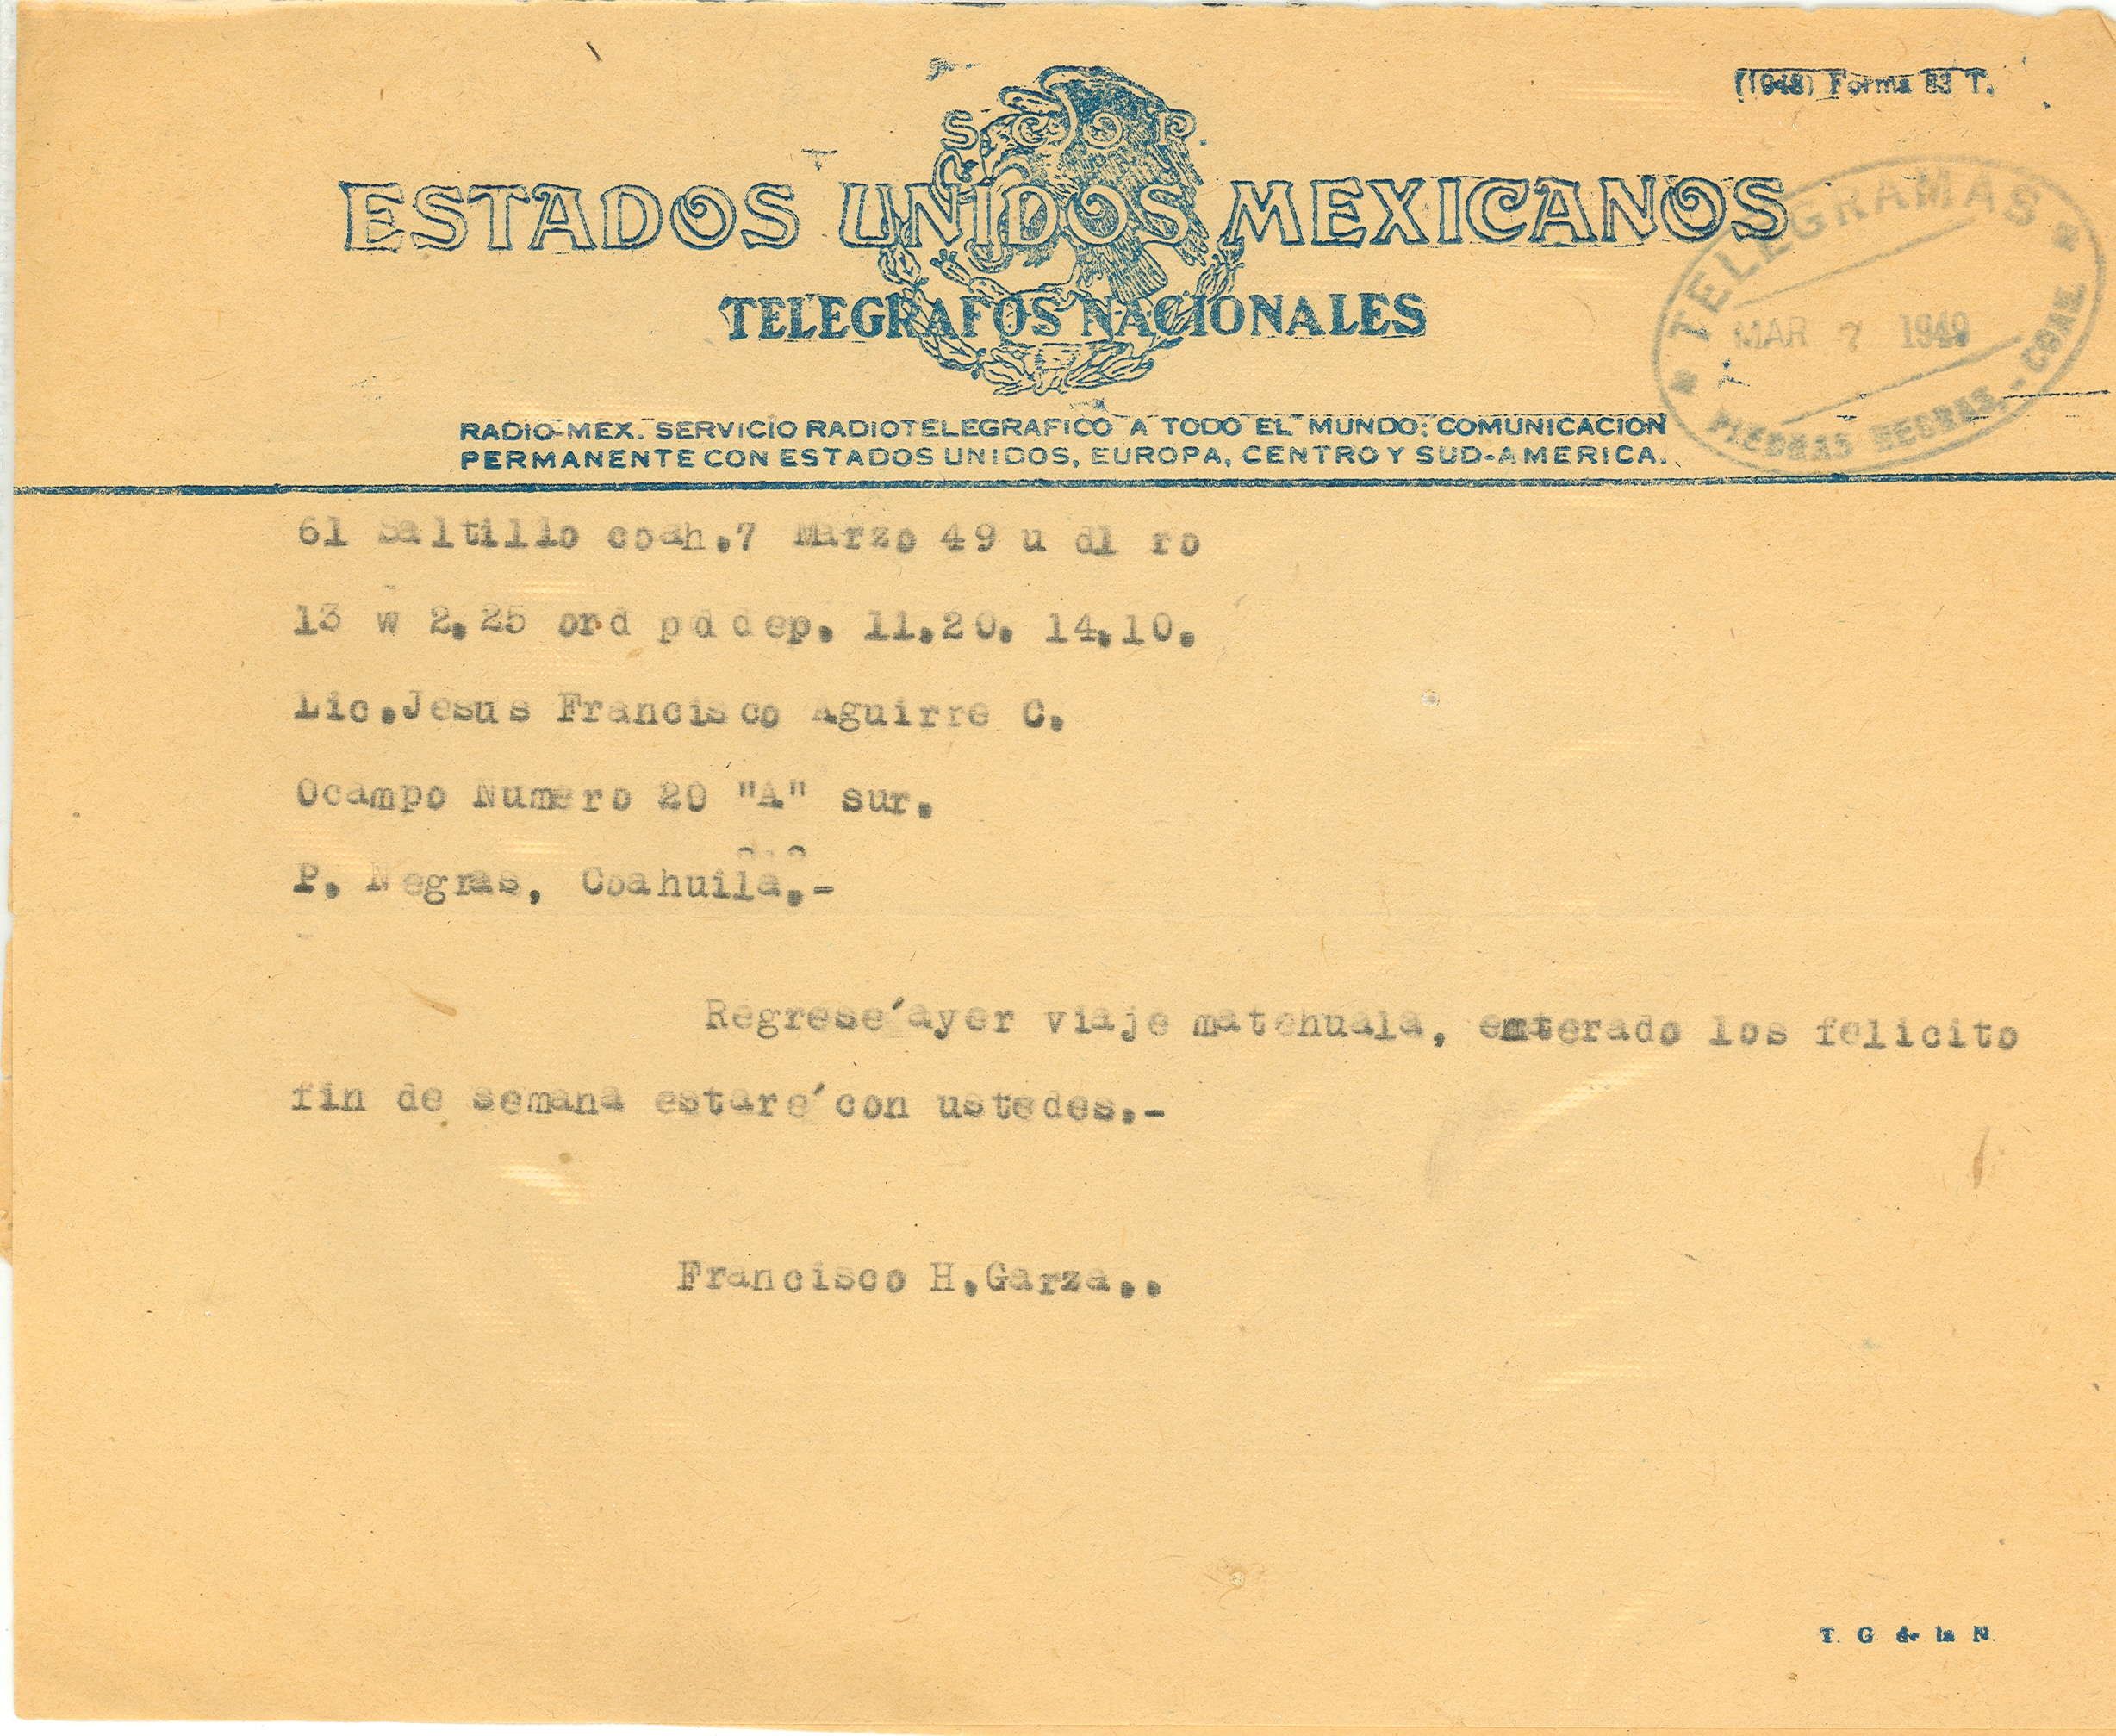 (1948) Forma 83 T.
S C O P.
ESTADOS UNIDOS MEXICANOS
TELEGRAFOS NACIONALES
TELEGRAMAS
MAR 7 1949
PIEDRAS NEGRAS,-COAH.
RADIO-MEX. SERVICIO RADIOTELEGRAFICO A TODO EL MUNDO: COMUNICACION
PERMANENTE CON ESTADOS UNIDOS, EUROPA, CENTRO Y SUD-AMERICA.
61 Saltillo coah.7 Marzo 49 u dl ro
13 w 2.25 ord pd dep. 11.20. 14.10.
Lic.Jesus Francisco Aguirre C.
Ocampo Numero 20 "A" sur.
P. Negras, Coahuila.-
Regrese´ayer viaje matehuala, enterado los felicito
fin de semana estare´con ustedes.-
Francisco H.Garza..
T. G de la N.